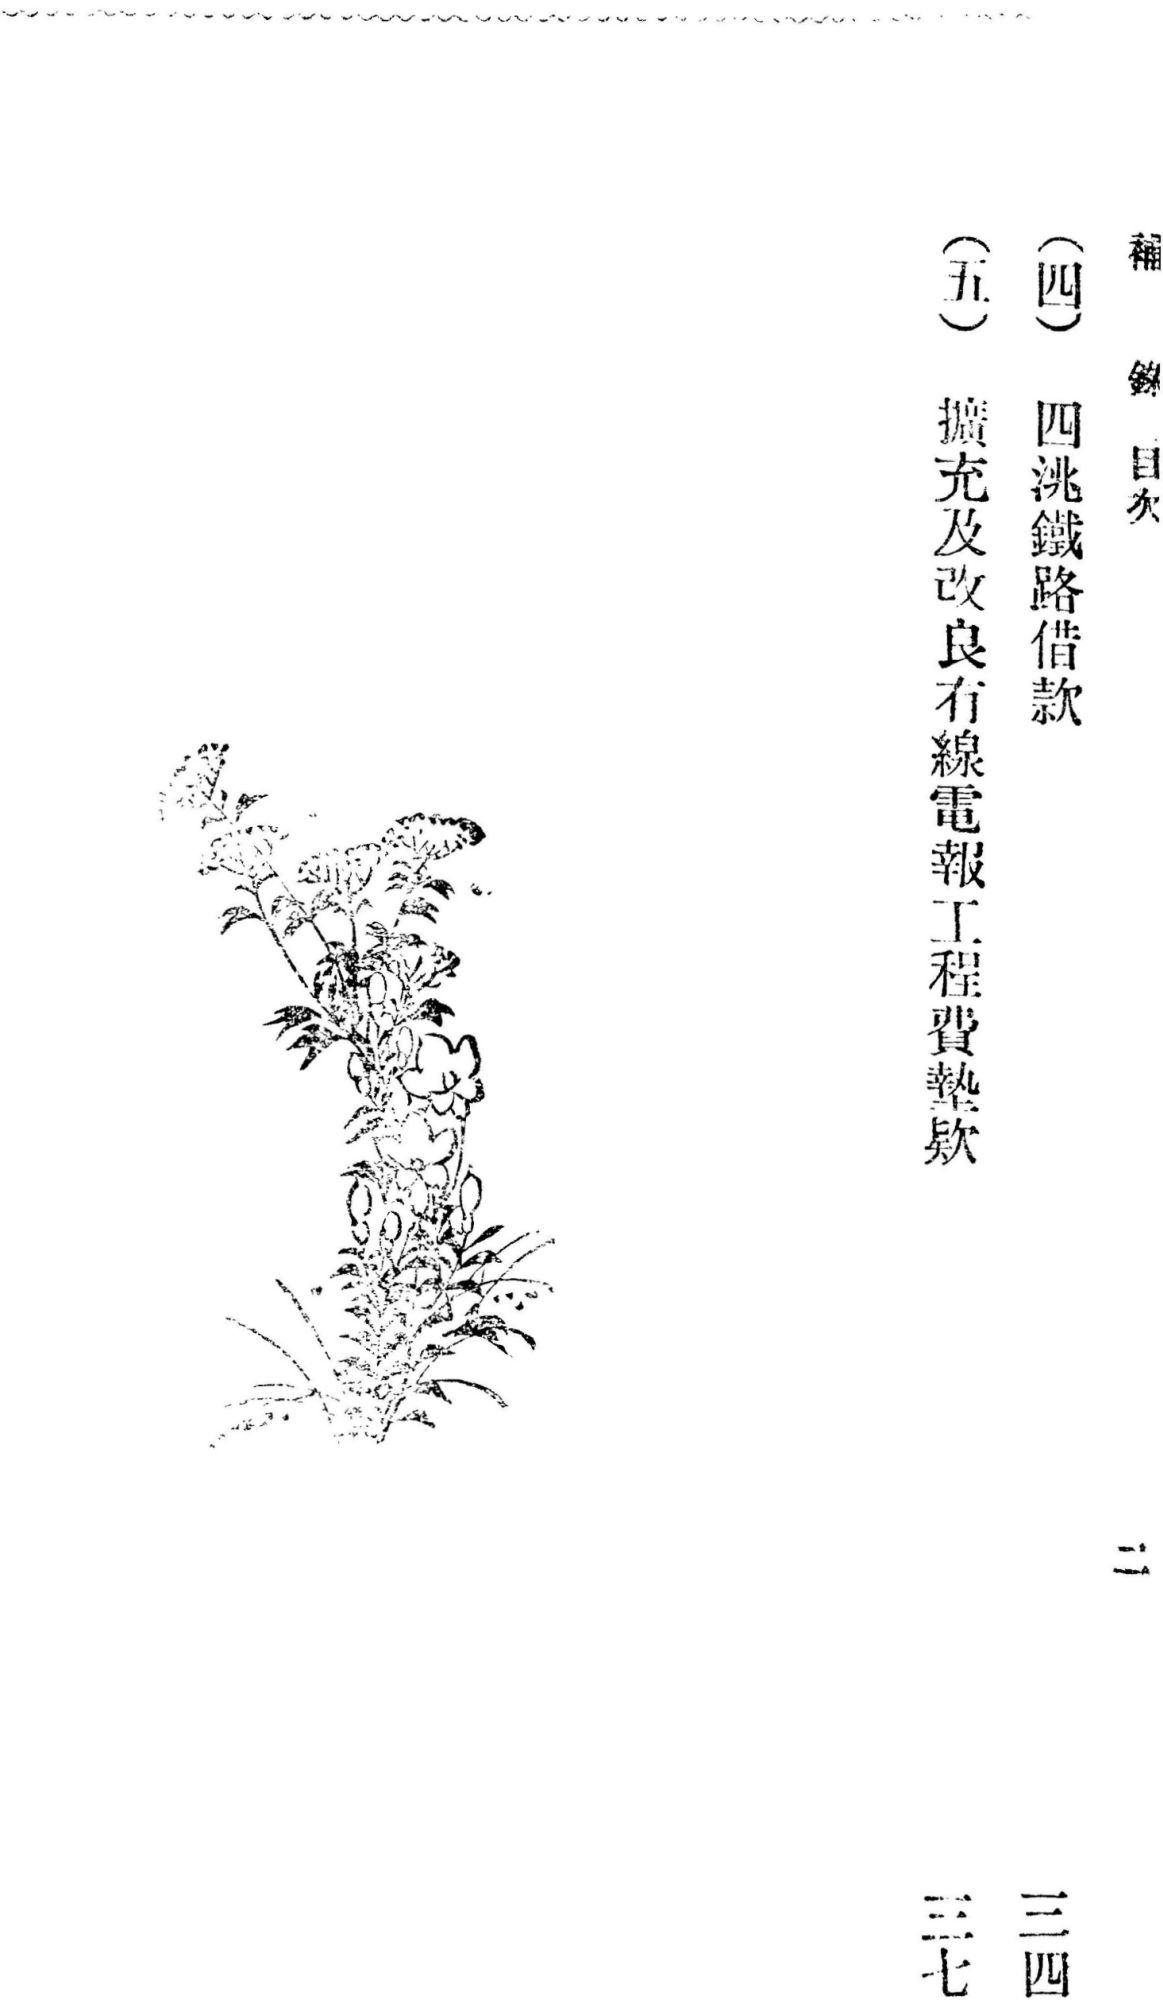 補錄目次 二
(四) 四洮鐵路借款 三四
(五) 擴充及改良有線電報工程費墊欵 三七